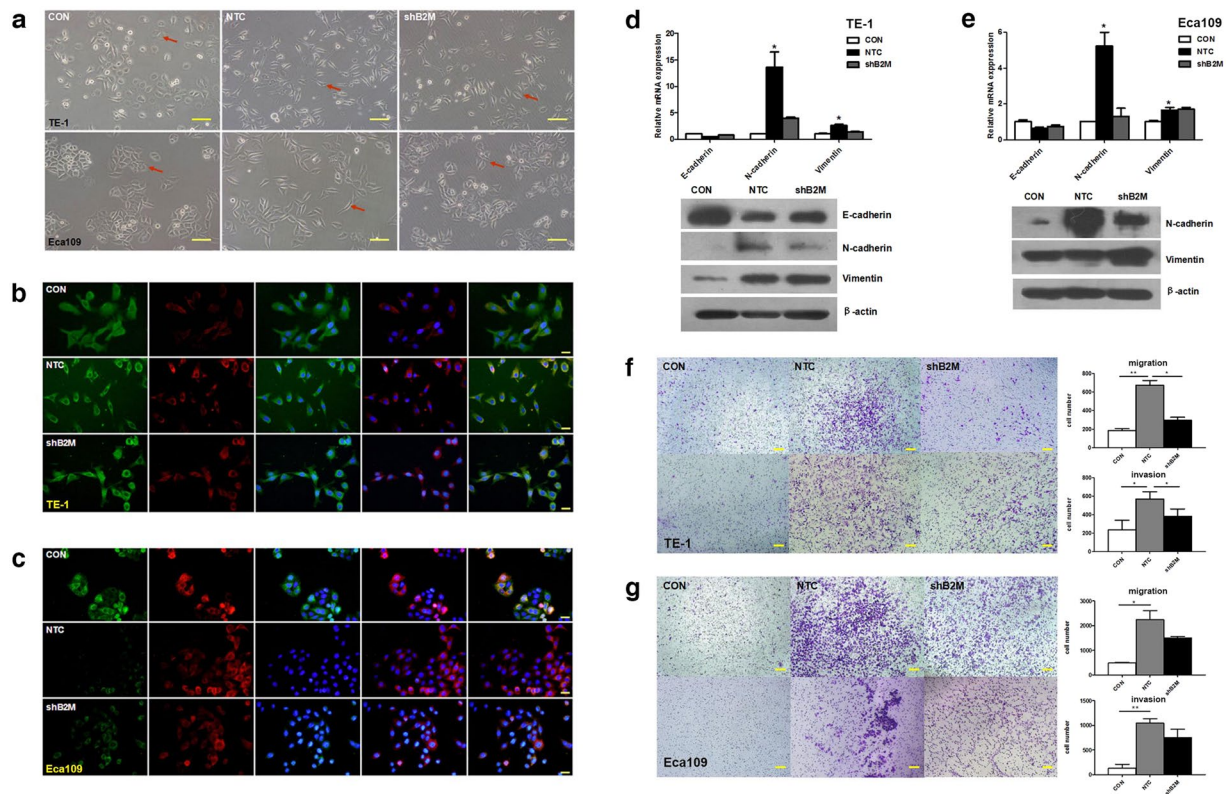 a
CON
NTC
shB2M
TE-1
Eca109
b
CON
NTC
shB2M
TE-1
c
CON
NTC
shB2M
Eca109
d
TE-1
Relative mRNA exppression
20
15
10
5
0
*
*
CON
NTC
shB2M
E-cadherin
N-cadherin
Vimentin
CON NTC shB2M
E-cadherin
N-cadherin
Vimentin
β-actin
e
Eca109
Relative mRNA exppression
6
4
2
0
*
*
CON
NTC
shB2M
E-cadherin
N-cadherin
Vimentin
CON NTC shB2M
N-cadherin
Vimentin
β-actin
f
CON
NTC
shB2M
TE-1
migration
cell number
800
600
400
200
0
** *
CON
NTC
shB2M
invasion
cell number
800
600
400
200
0
* *
CON
NTC
shB2M
g
CON
NTC
shB2M
Eca109
migration
cell number
3000
2000
1000
0
*
CON
NTC
shB2M
invasion
cell number
1500
1000
500
0
**
CON
NTC
shB2M